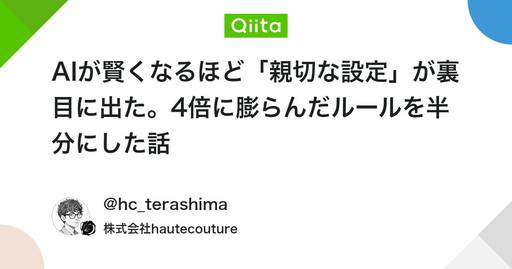 Qiita
AIが賢くなるほど「親切な設定」が裏
目に出た。4倍に膨らんだルールを半
分にした話
@hc_terashima
株式会社hautecouture